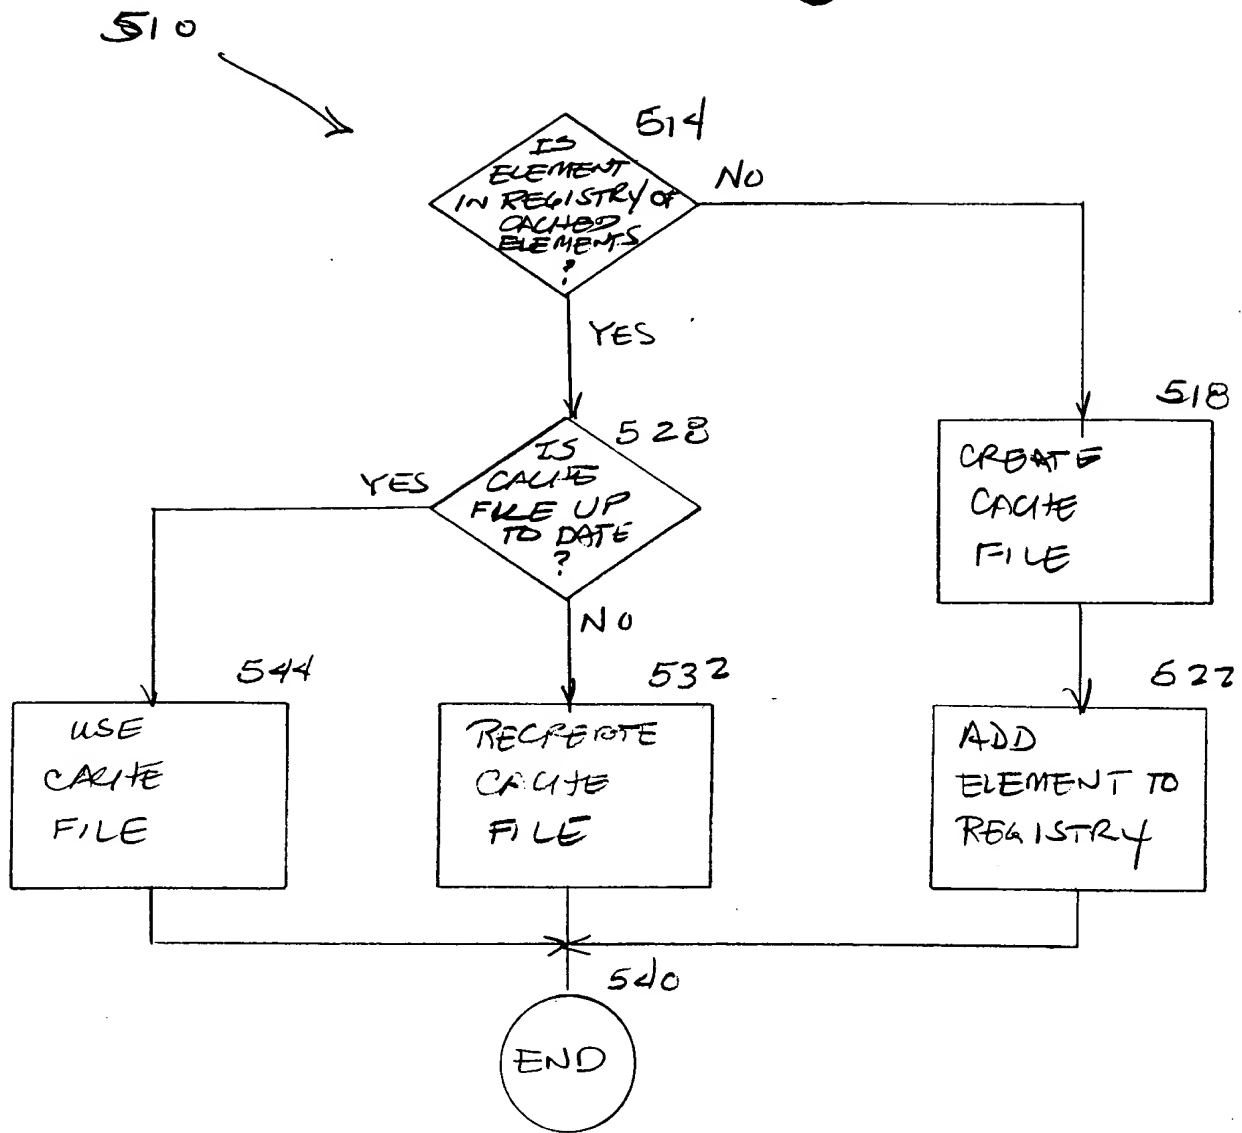 510
514
IS
ELEMENT
IN REGISTRY OF
CACHED
ELEMENTS
?
NO
YES
518
528
IS
CACHE
FILE UP
TO DATE
?
YES
CREATE
CACHE
FILE
NO
544
532
522
USE
CACHE
FILE
RECREATE
CACHE
FILE
ADD
ELEMENT TO
REGISTRY
540
END